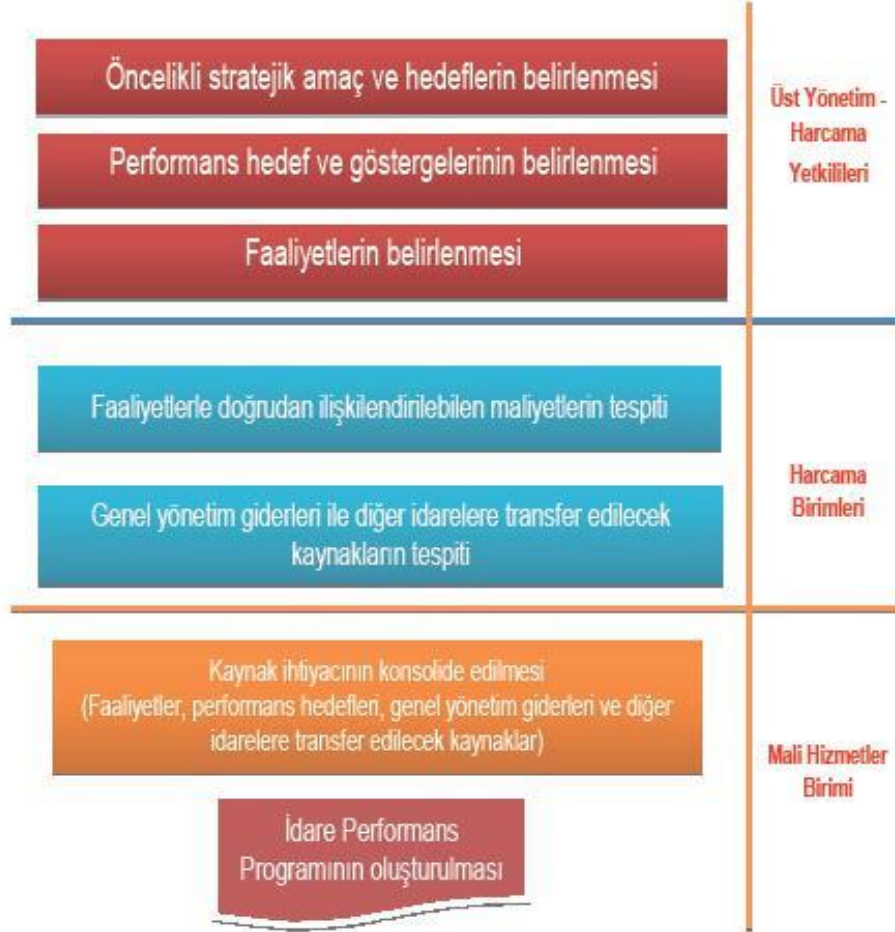 Öncelikli stratejik amaç ve hedeflerin belirlenmesi
Performans hedef ve göstergelerinin belirlenmesi
Faaliyetlerin belirlenmesi
Üst Yönetim -
Harcama
Yetkilileri
Faaliyetlerle doğrudan ilişkilendirilebilen maliyetlerin tespiti
Genel yönetim giderleri ile diğer idarelere transfer edilecek
kaynakların tespiti
Harcama
Birimleri
Kaynak ihtiyacının konsolide edilmesi
(Faaliyetler, performans hedefleri, genel yönetim giderleri ve diğer
idarelere transfer edilecek kaynaklar)
İdare Performans
Programının oluşturulması
Mali Hizmetler
Birimi